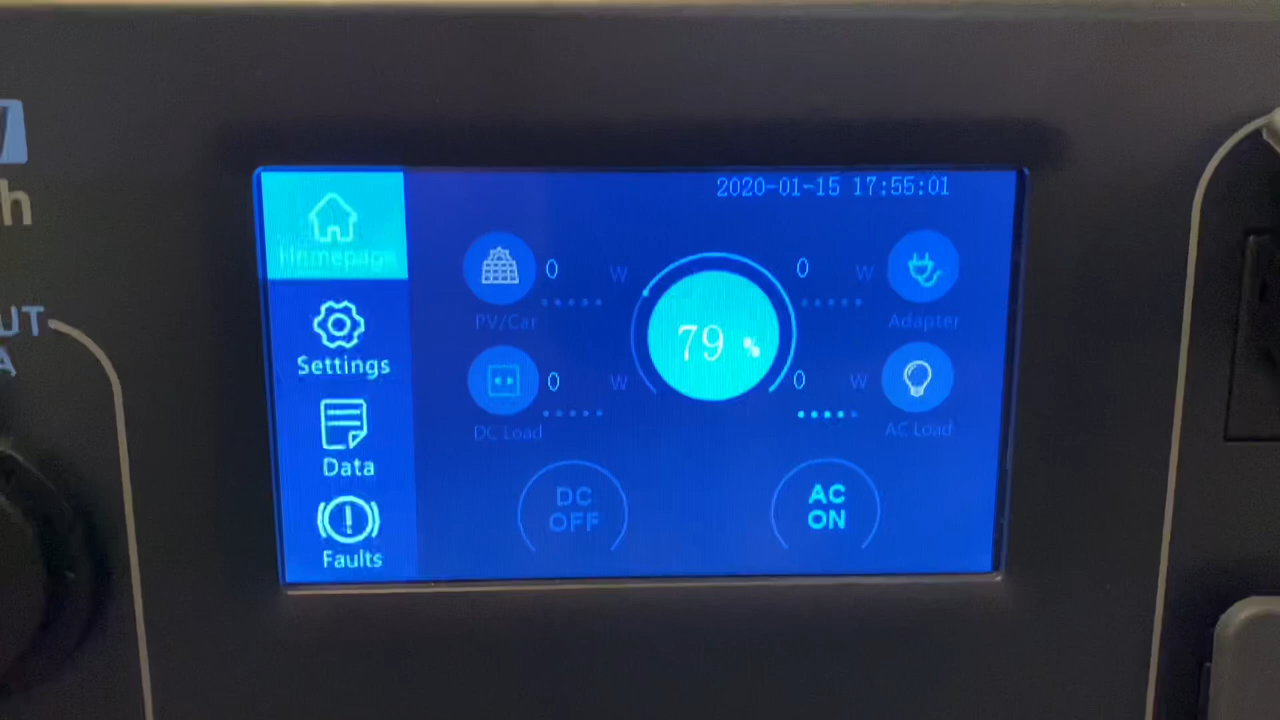 2020-01-15 17:55:01
Homepage
0 W
0 W
PV/Car
Adapter
79 %
Settings
0 W
0 W
DC Load
AC Load
Data
DC
OFF
AC
ON
Faults
h
UT
A